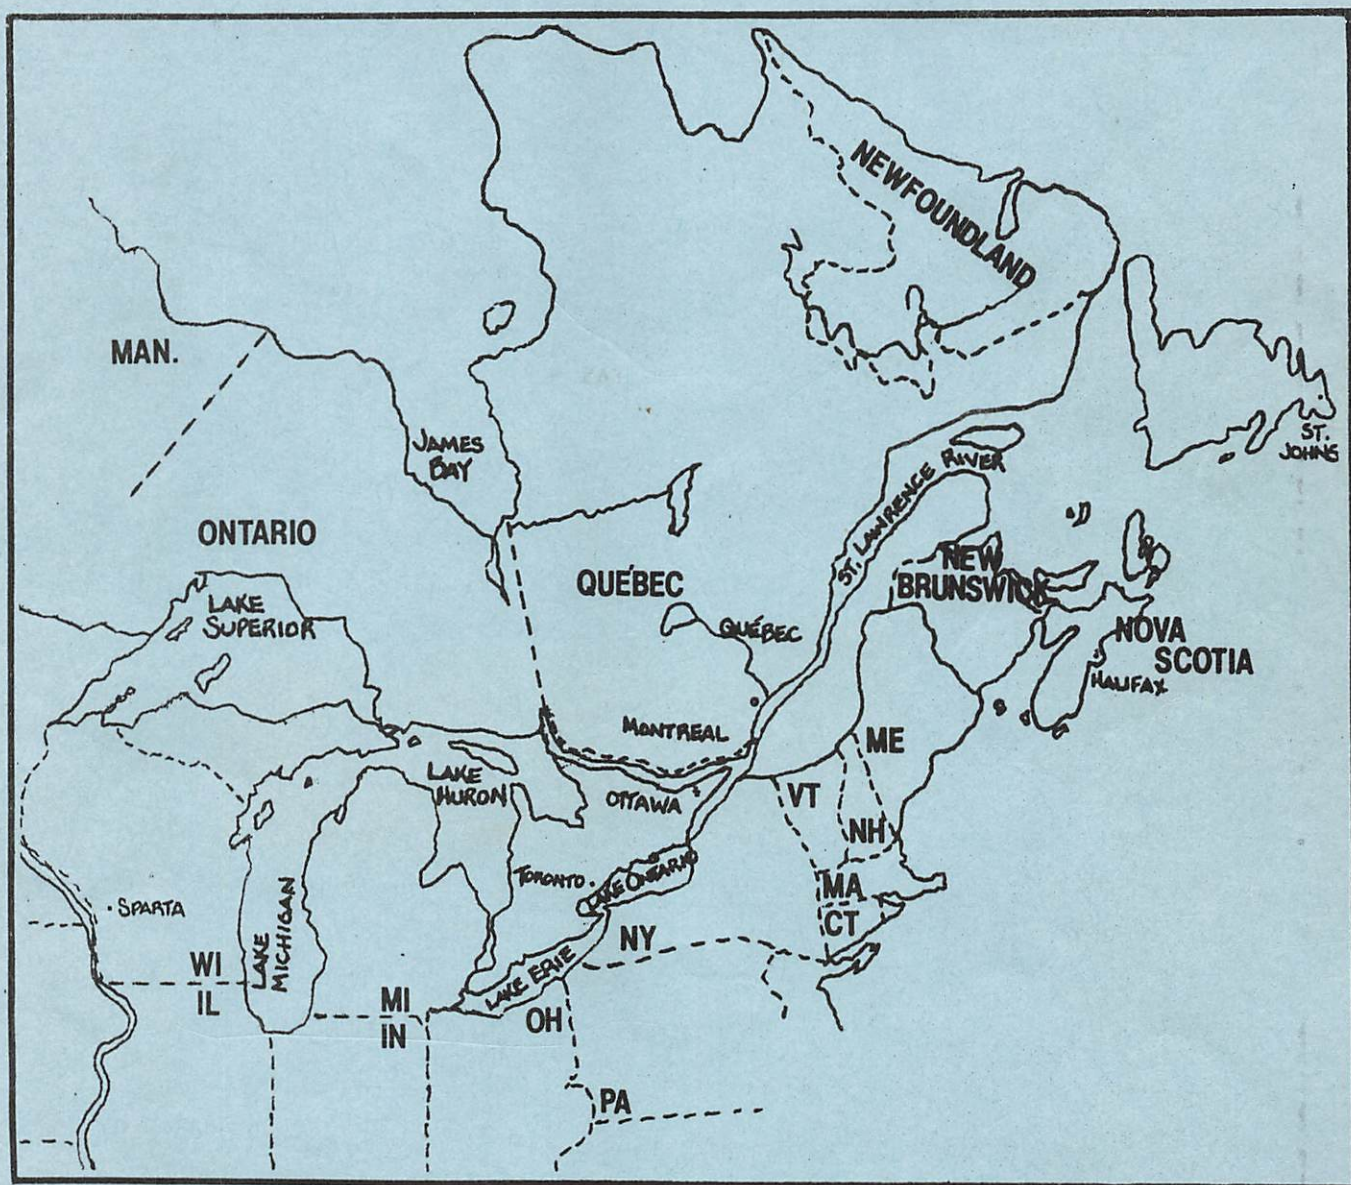 NEWFOUNDLAND
MAN.
JAMES
BAY
ST.
JOHNS
ST. LAWRENCE RIVER
ONTARIO
QUÉBEC
NEW
BRUNSWICK
LAKE
SUPERIOR
QUÉBEC
NOVA
SCOTIA
HALIFAX
MONTREAL
ME
LAKE
HURON
OTTAWA
VT
NH
TORONTO
LAKE ONTARIO
MA
SPARTA
CT
LAKE
MICHIGAN
NY
WI
IL
LAKE ERIE
MI
IN
OH
PA